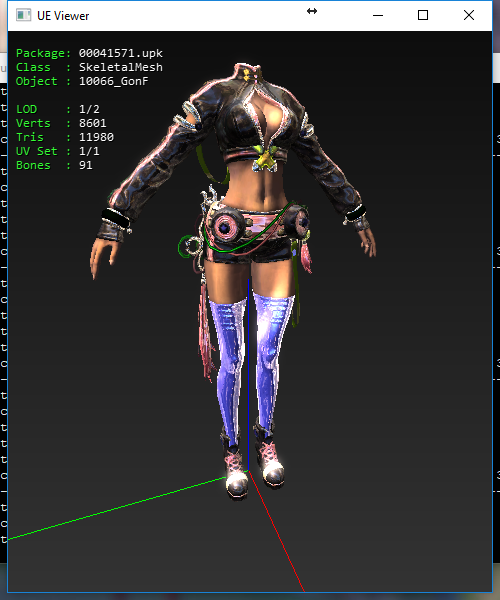 UE Viewer
Package: 00041571.upk
Class : SkeletalMesh
Object : 10066_GonF
LOD : 1/2
Verts : 8601
Tris : 11980
UV Set : 1/1
Bones : 91